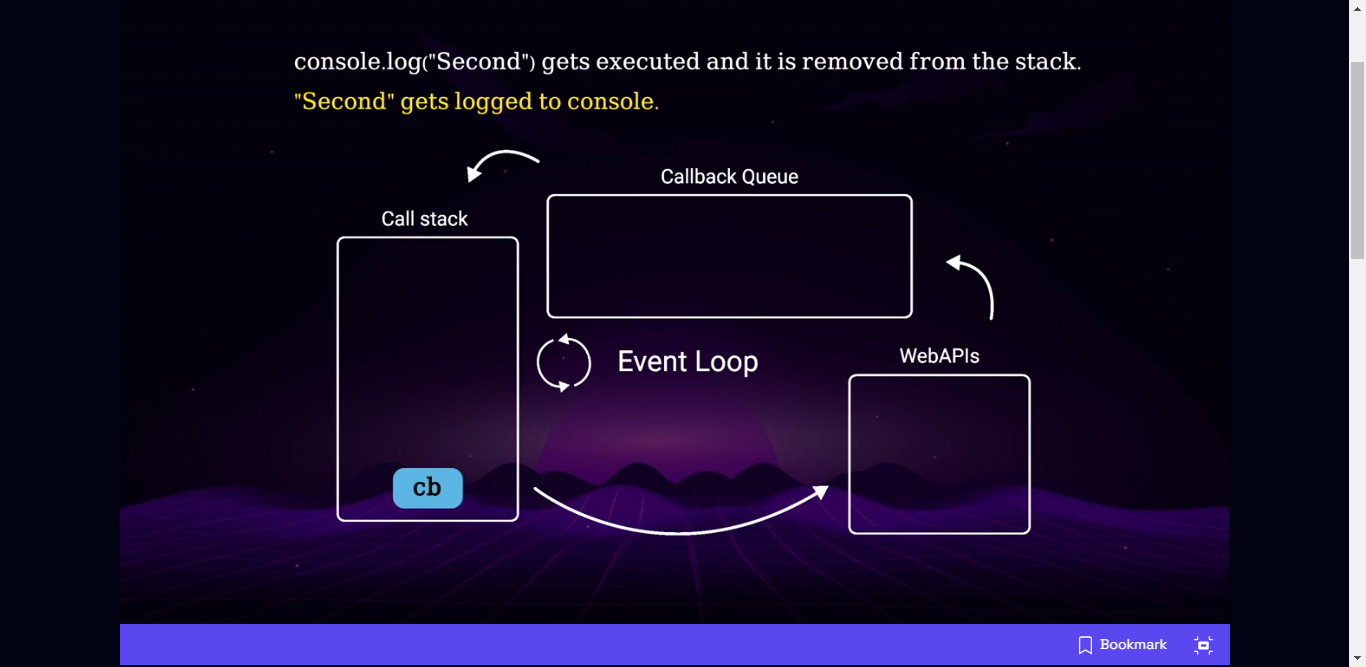 console.log("Second") gets executed and it is removed from the stack.
"Second" gets logged to console.
Callback Queue
Call stack
Event Loop
WebAPIs
cb
Bookmark